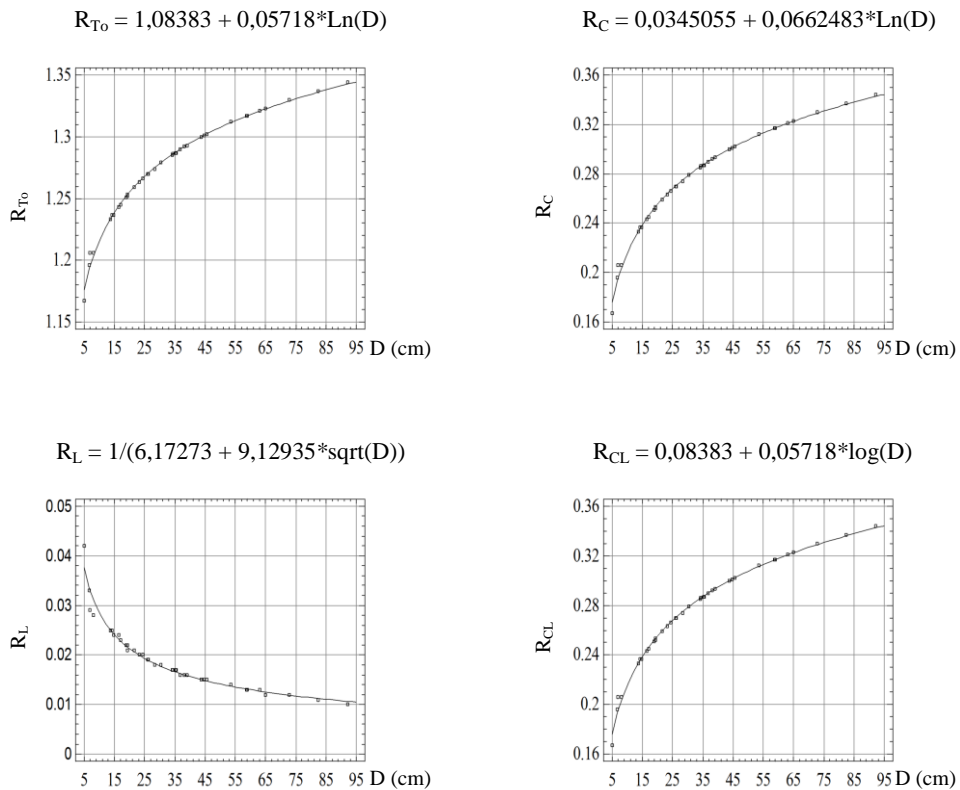 R_To = 1,08383 + 0,05718*Ln(D)
R_C = 0,0345055 + 0,0662483*Ln(D)
1.35
1.3
1.25
1.2
1.15
R_To
5 15 25 35 45 55 65 75 85 95 D (cm)
0.36
0.32
0.28
0.24
0.2
0.16
R_C
5 15 25 35 45 55 65 75 85 95 D (cm)
R_L = 1/(6,17273 + 9,12935*sqrt(D))
R_CL = 0,08383 + 0,05718*log(D)
0.05
0.04
0.03
0.02
0.01
0
R_L
5 15 25 35 45 55 65 75 85 95 D (cm)
0.36
0.32
0.28
0.24
0.2
0.16
R_CL
5 15 25 35 45 55 65 75 85 95 D (cm)